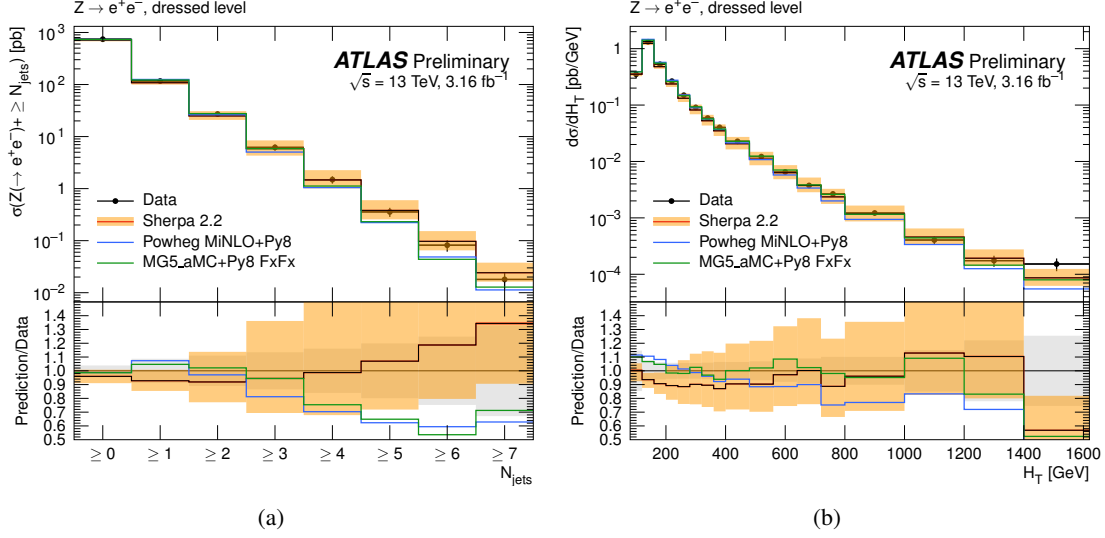 Z → e⁺e⁻, dressed level
σ(Z(→ e⁺e⁻)+ ≥ N_jets) [pb]
10³
10²
10
1
10⁻¹
10⁻²
ATLAS Preliminary
√s = 13 TeV, 3.16 fb⁻¹
Data
Sherpa 2.2
Powheg MiNLO+Py8
MG5_aMC+Py8 FxFx
Prediction/Data
1.4
1.3
1.2
1.1
1.0
0.9
0.8
0.7
0.6
0.5
≥ 0 ≥ 1 ≥ 2 ≥ 3 ≥ 4 ≥ 5 ≥ 6 ≥ 7
N_jets
(a)
Z → e⁺e⁻, dressed level
dσ/dH_T [pb/GeV]
1
10⁻¹
10⁻²
10⁻³
10⁻⁴
ATLAS Preliminary
√s = 13 TeV, 3.16 fb⁻¹
Data
Sherpa 2.2
Powheg MiNLO+Py8
MG5_aMC+Py8 FxFx
Prediction/Data
1.4
1.3
1.2
1.1
1.0
0.9
0.8
0.7
0.6
0.5
200 400 600 800 1000 1200 1400 1600
H_T [GeV]
(b)